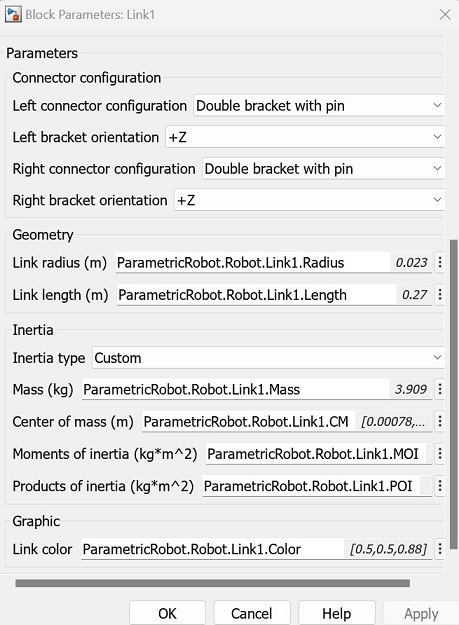 Block Parameters: Link1
Parameters
Connector configuration
Left connector configuration Double bracket with pin
Left bracket orientation +Z
Right connector configuration Double bracket with pin
Right bracket orientation +Z
Geometry
Link radius (m) ParametricRobot.Robot.Link1.Radius 0.023
Link length (m) ParametricRobot.Robot.Link1.Length 0.27
Inertia
Inertia type Custom
Mass (kg) ParametricRobot.Robot.Link1.Mass 3.909
Center of mass (m) ParametricRobot.Robot.Link1.CM [0.00078,...
Moments of inertia (kg*m^2) ParametricRobot.Robot.Link1.MOI
Products of inertia (kg*m^2) ParametricRobot.Robot.Link1.POI
Graphic
Link color ParametricRobot.Robot.Link1.Color [0.5,0.5,0.88]
OK Cancel Help Apply